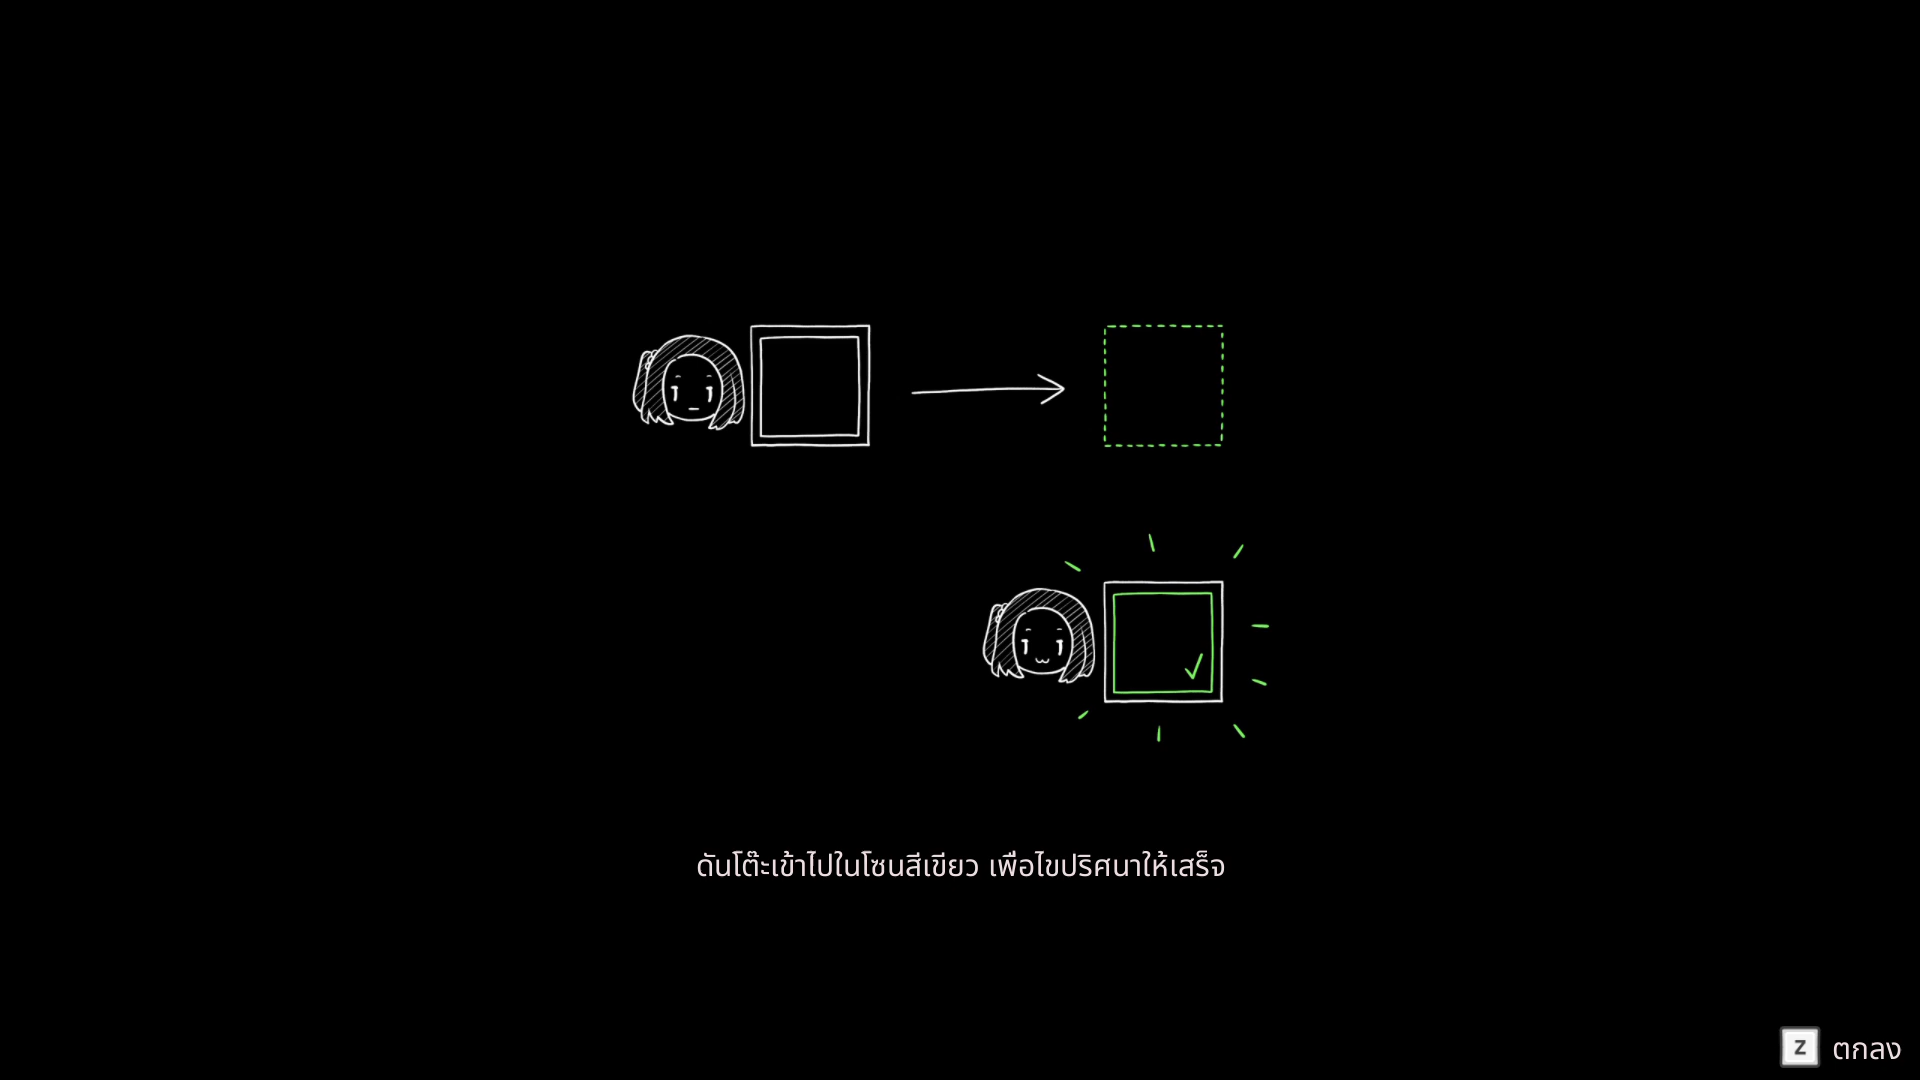 ดันโต๊ะเข้าไปในโซนสีเขียว เพื่อไขปริศนาให้เสร็จ
Z ตกลง